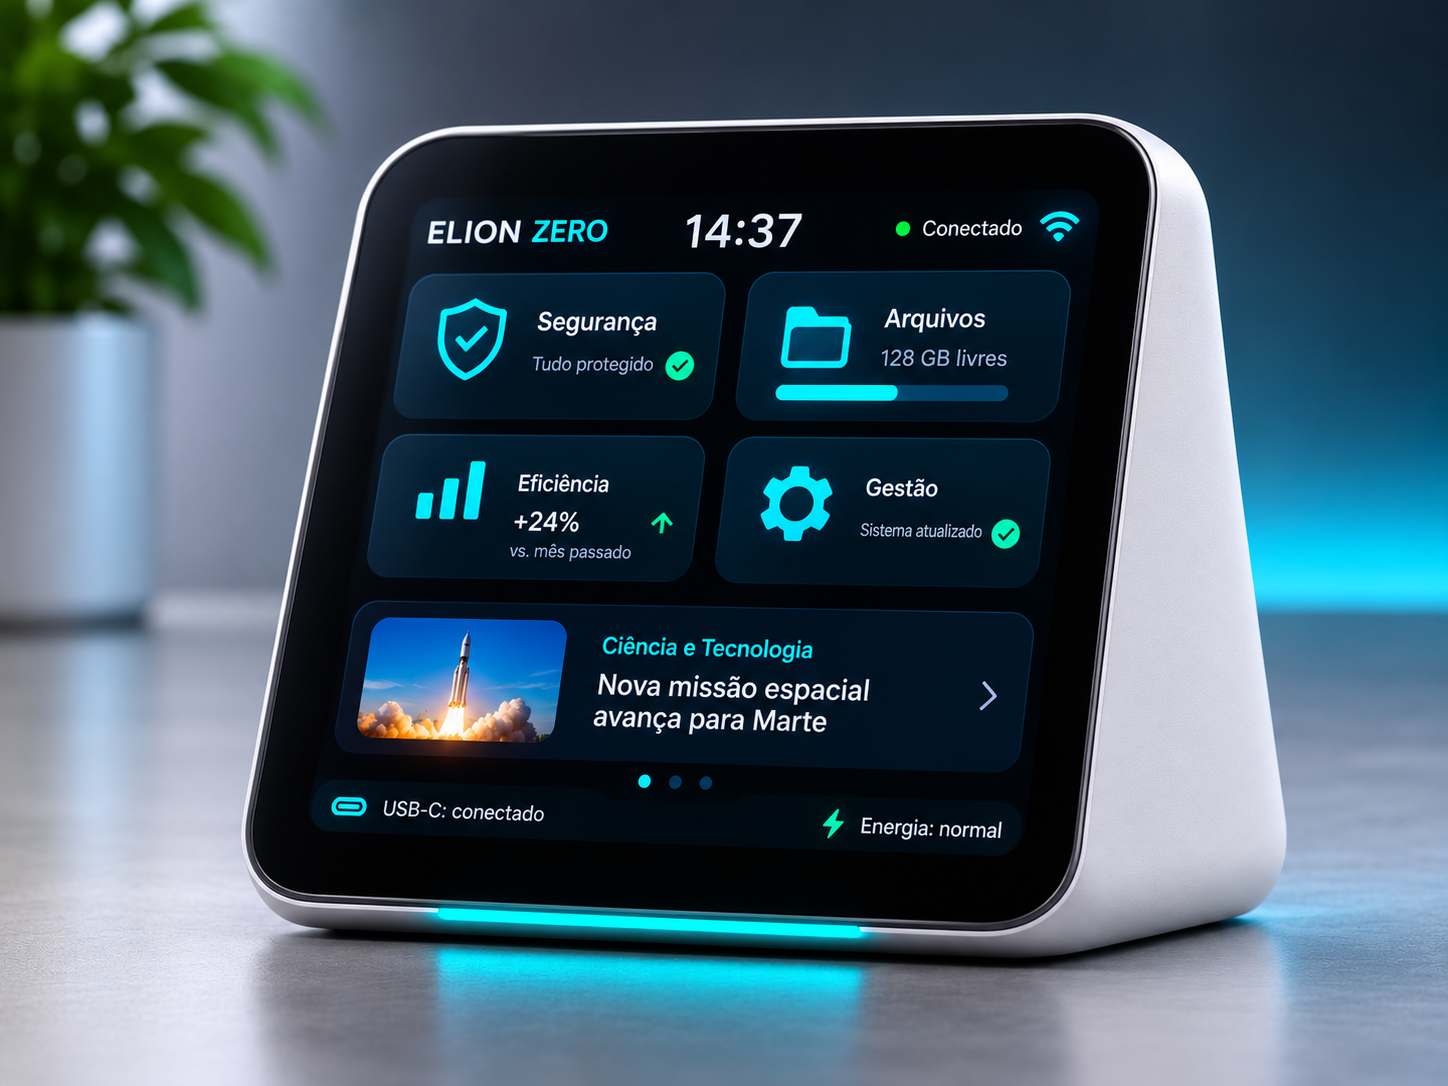 ELION ZERO
14:37
Conectado
Segurança
Tudo protegido
Arquivos
128 GB livres
Eficiência
+24%
vs. mês passado
Gestão
Sistema atualizado
Ciência e Tecnologia
Nova missão espacial
avança para Marte
USB-C: conectado
Energia: normal